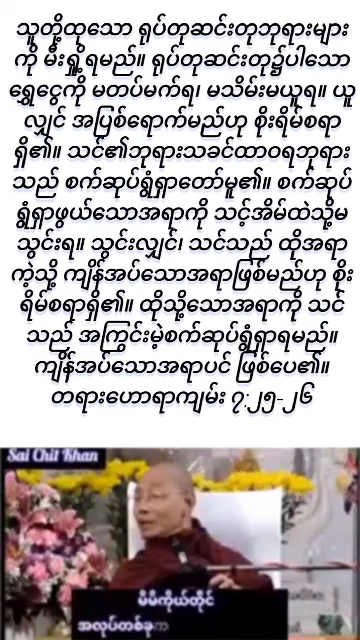 သူတို့ထုသော ရုပ်တုဆင်းတုဘုရားများ
ကို မီးရှို့ရမည်။ ရုပ်တုဆင်းတု၌ပါသော
ရွှေငွေကို မတပ်မက်ရ၊ မသိမ်းမယူရ။ ယူ
လျှင် အပြစ်ရောက်မည်ဟု စိုးရိမ်စရာ
ရှိ၏။ သင်၏ဘုရားသခင်ထာဝရဘုရား
သည် စက်ဆုပ်ရွံရှာတော်မူ၏။ စက်ဆုပ်
ရွံရှာဖွယ်သောအရာကို သင့်အိမ်ထဲသို့မ
သွင်းရ။ သွင်းလျှင်၊ သင်သည် ထိုအရာ
ကဲ့သို့ ကျိန်အပ်သောအရာဖြစ်မည်ဟု စိုး
ရိမ်စရာရှိ၏။ ထိုသို့သောအရာကို သင်
သည် အကြွင်းမဲ့စက်ဆုပ်ရွံရှာရမည်။
ကျိန်အပ်သောအရာပင် ဖြစ်ပေ၏။
တရားဟောရာကျမ်း ၇:၂၅-၂၆
Sai Chit Khan
မိမိကိုယ်တိုင်
အလုပ်တစ်ခုက